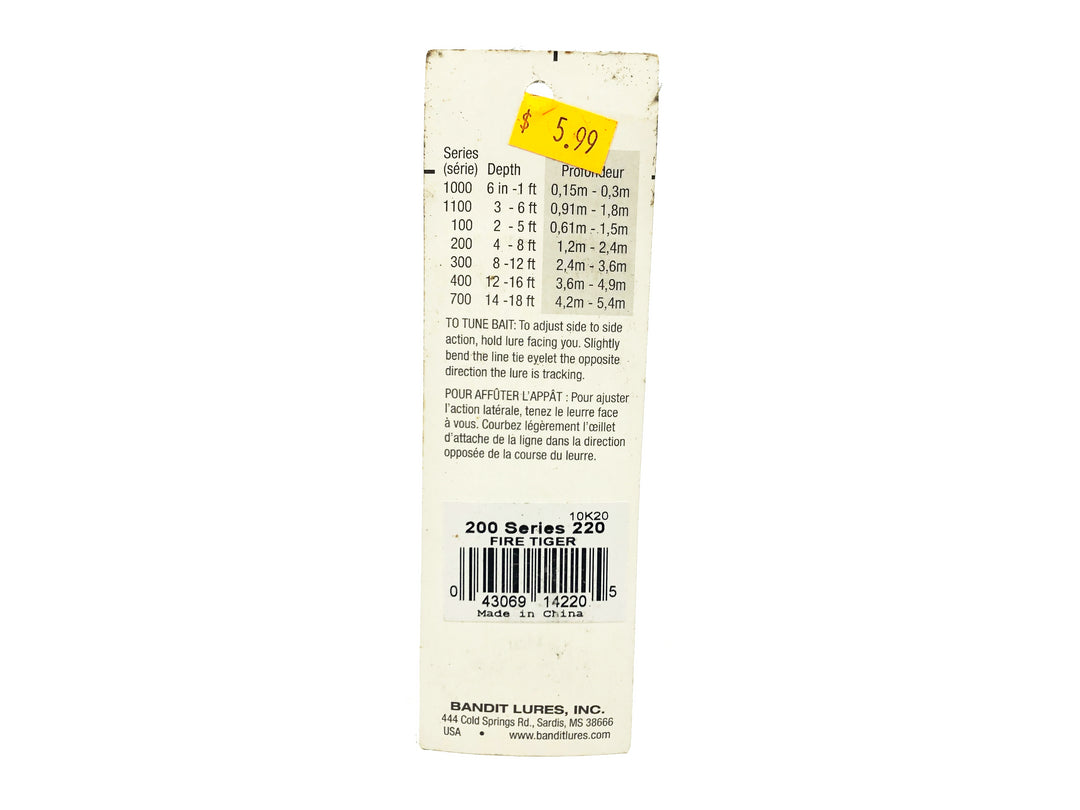 $ 5.99
Series
(série) Depth Profondeur
1000 6 in -1 ft 0,15m - 0,3m
1100 3 - 6 ft 0,91m - 1,8m
100 2 - 5 ft 0,61m - 1,5m
200 4 - 8 ft 1,2m - 2,4m
300 8 -12 ft 2,4m - 3,6m
400 12 -16 ft 3,6m - 4,9m
700 14 -18 ft 4,2m - 5,4m
TO TUNE BAIT: To adjust side to side
action, hold lure facing you. Slightly
bend the line tie eyelet the opposite
direction the lure is tracking.
POUR AFFÛTER L'APPÂT : Pour ajuster
l'action latérale, tenez le leurre face
à vous. Courbez légèrement l'œillet
d'attache de la ligne dans la direction
opposée de la course du leurre.
10K20
200 Series 220
FIRE TIGER
0 43069 14220 5
Made in China
BANDIT LURES, INC.
444 Cold Springs Rd., Sardis, MS 38666
USA • www.banditlures.com